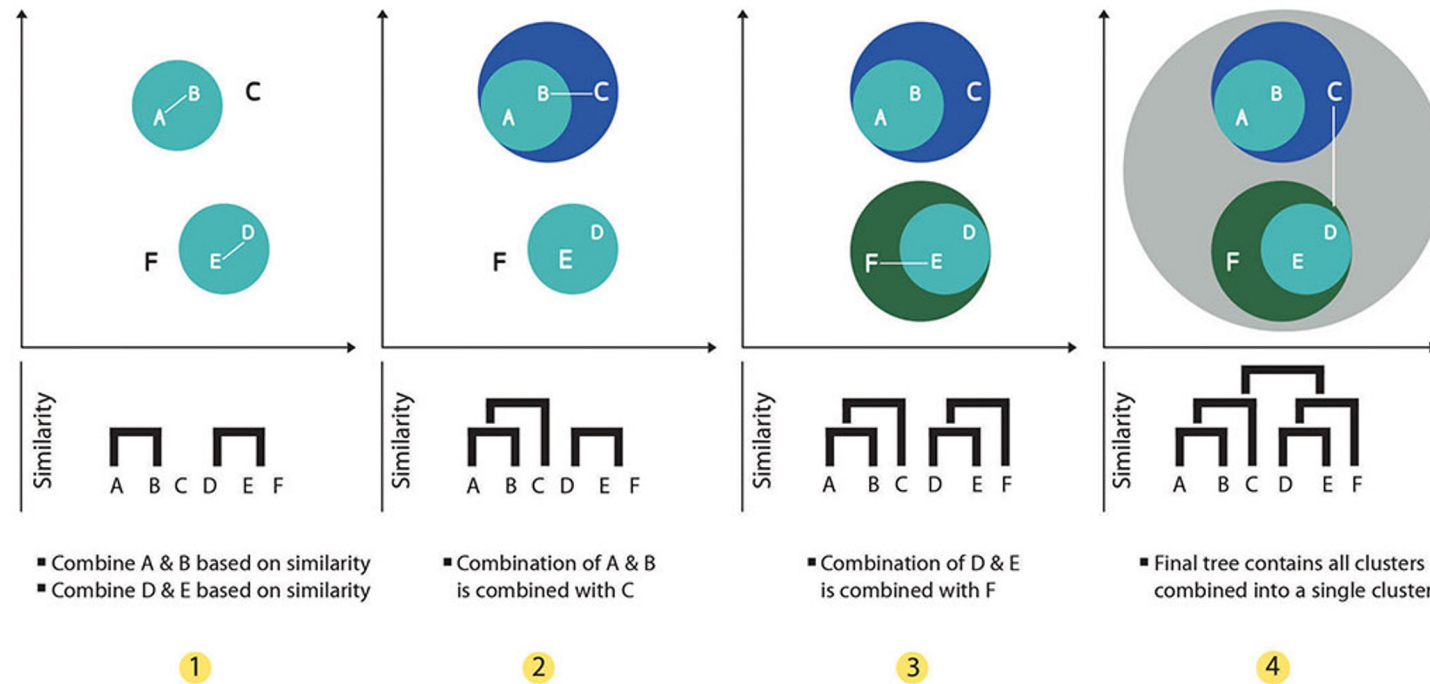 A
B
C
F
E
D
A
B
C
F
E
D
A
B
C
F
E
D
A
B
C
F
E
D
Similarity
A B C D E F
Similarity
A B C D E F
Similarity
A B C D E F
Similarity
A B C D E F
▪ Combine A & B based on similarity
▪ Combine D & E based on similarity
▪ Combination of A & B
is combined with C
▪ Combination of D & E
is combined with F
▪ Final tree contains all clusters
combined into a single cluster
1
2
3
4